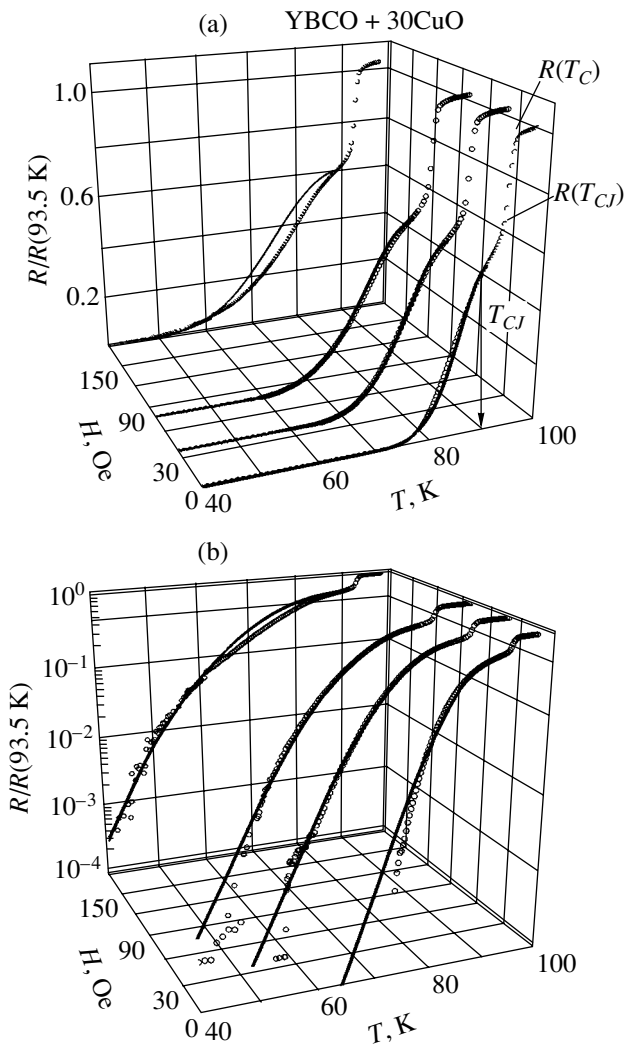 (a) YBCO + 30CuO
R(T_C)
1.0
R(T_CJ)
0.6
R/R(93.5 K)
0.2
T_CJ
150
90
H, Oe
30
0
40
60
80
100
T, K
(b)
10^0
10^-1
10^-2
R/R(93.5 K)
10^-3
10^-4
150
90
H, Oe
30
0
40
60
80
100
T, K